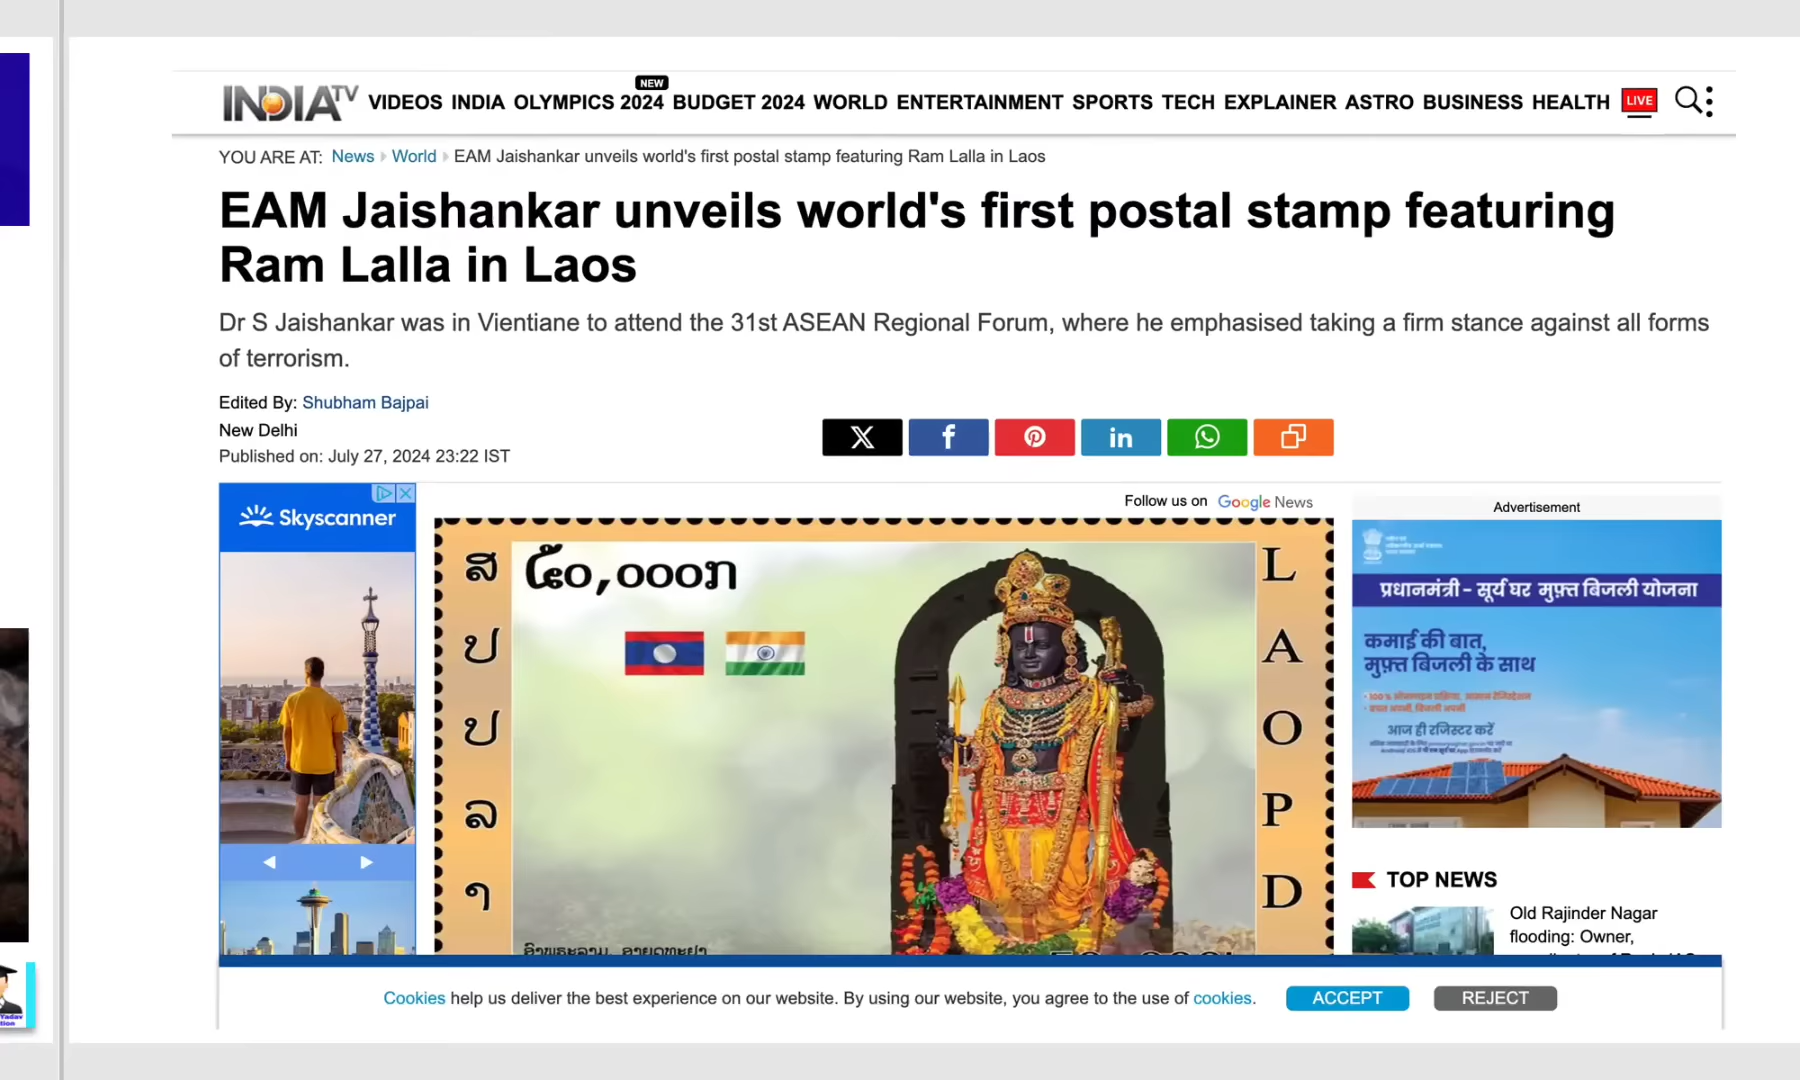 INDIA TV
NEW
VIDEOS INDIA OLYMPICS 2024 BUDGET 2024 WORLD ENTERTAINMENT SPORTS TECH EXPLAINER ASTRO BUSINESS HEALTH LIVE
YOU ARE AT: News World EAM Jaishankar unveils world's first postal stamp featuring Ram Lalla in Laos
EAM Jaishankar unveils world's first postal stamp featuring
Ram Lalla in Laos
Dr S Jaishankar was in Vientiane to attend the 31st ASEAN Regional Forum, where he emphasised taking a firm stance against all forms
of terrorism.
Edited By: Shubham Bajpai
New Delhi
Published on: July 27, 2024 23:22 IST
Skyscanner
Follow us on Google News
ສ
ປ
ປ
ລ
າ
໕໐,໐໐໐ກ
L
A
O
P
D
Advertisement
प्रधानमंत्री - सूर्य घर मुफ़्त बिजली योजना
कमाई की बात,
मुफ़्त बिजली के साथ
आज ही रजिस्टर करें
TOP NEWS
Old Rajinder Nagar
flooding: Owner,
Cookies help us deliver the best experience on our website. By using our website, you agree to the use of cookies.
ACCEPT
REJECT
Yadav